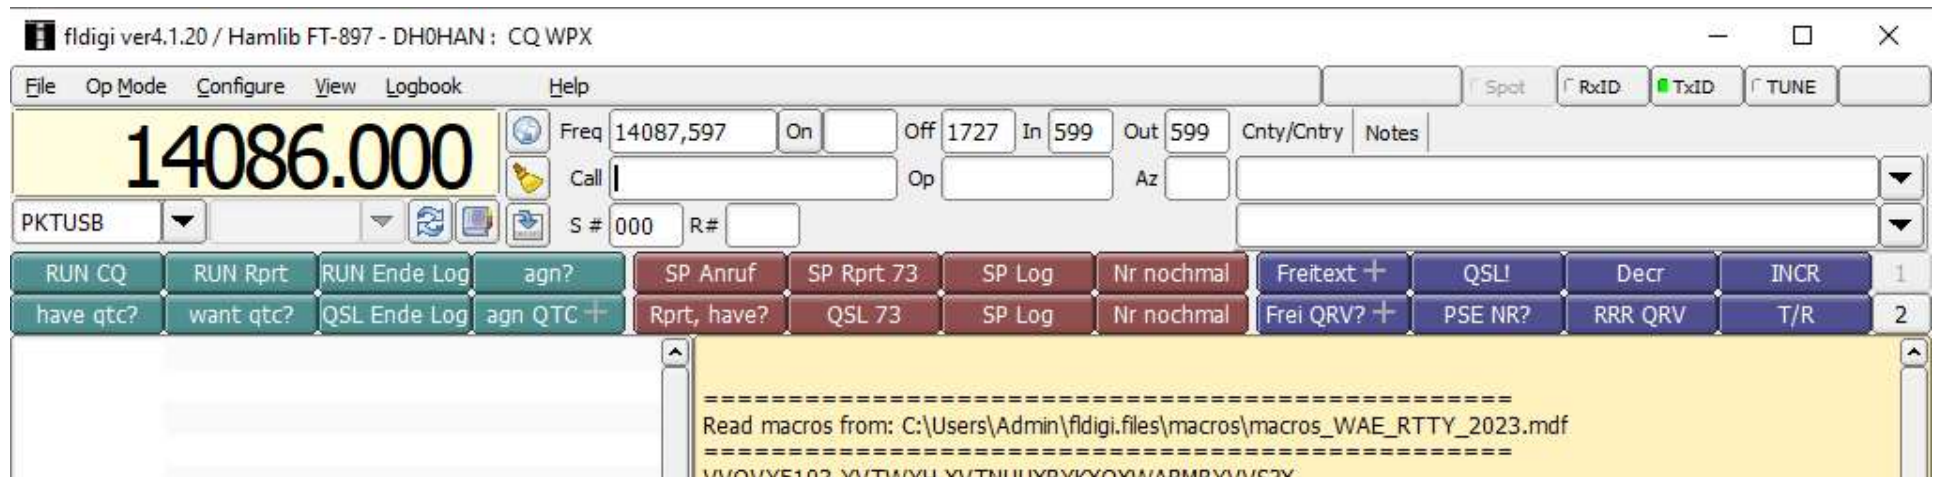 fldigi ver4.1.20 / Hamlib FT-897 - DH0HAN : CQ WPX
File Op Mode Configure View Logbook Help Spot RxID TxID TUNE
14086.000
Freq 14087,597 On Off 1727 In 599 Out 599 Cnty/Cntry Notes
Call Op Az
PKTUSB S # 000 R#
RUN CQ RUN Rprt RUN Ende Log agn? SP Anruf SP Rprt 73 SP Log Nr nochmal Freitext QSL! Decr INCR 1
have qtc? want qtc? QSL Ende Log agn QTC Rprt, have? QSL 73 SP Log Nr nochmal Frei QRV? PSE NR? RRR QRV T/R 2
==================================================
Read macros from: C:\Users\Admin\fldigi.files\macros\macros_WAE_RTTY_2023.mdf
==================================================